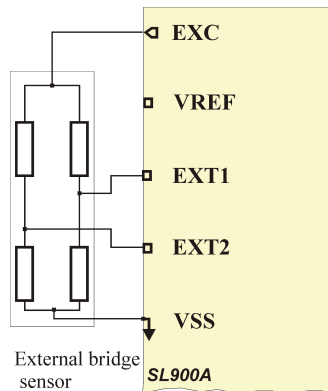 EXC
VREF
EXT1
EXT2
VSS
External bridge
sensor
SL900A